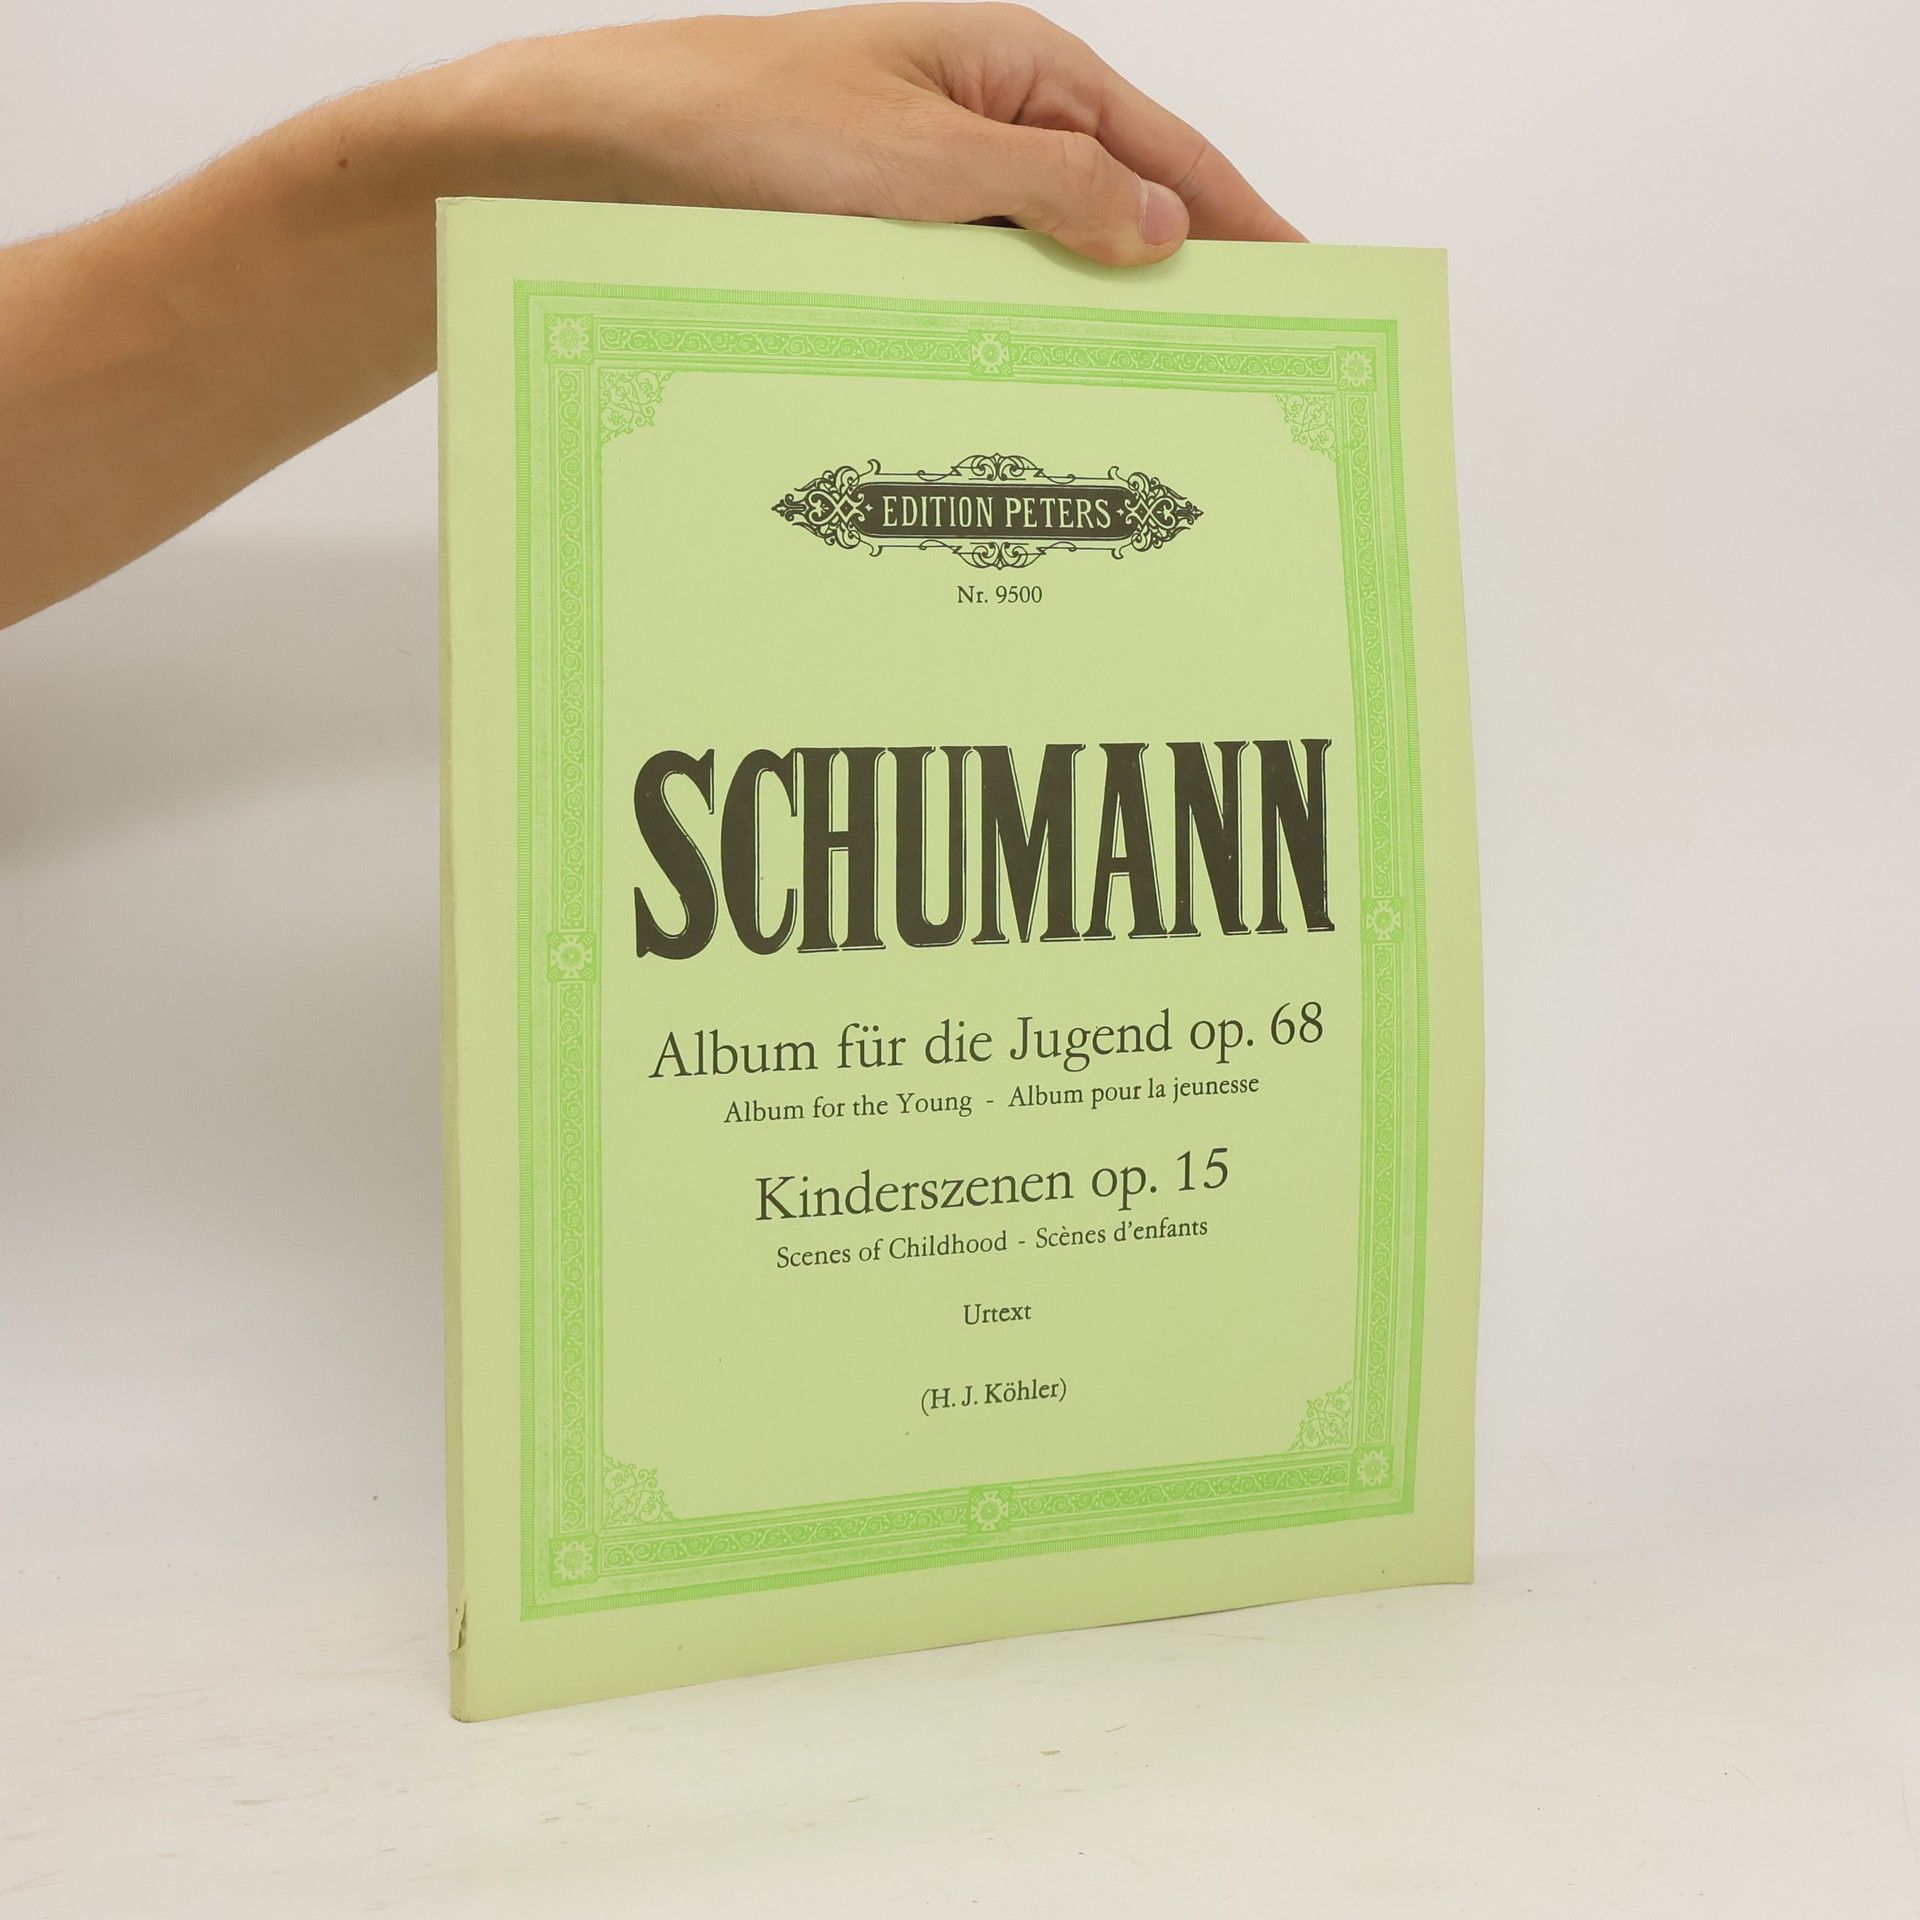 EDITION PETERS
Nr. 9500
SCHUMANN
Album für die Jugend op. 68
Album for the Young - Album pour la jeunesse
Kinderszenen op. 15
Scenes of Childhood - Scènes d'enfants
Urtext
(H. J. Köhler)